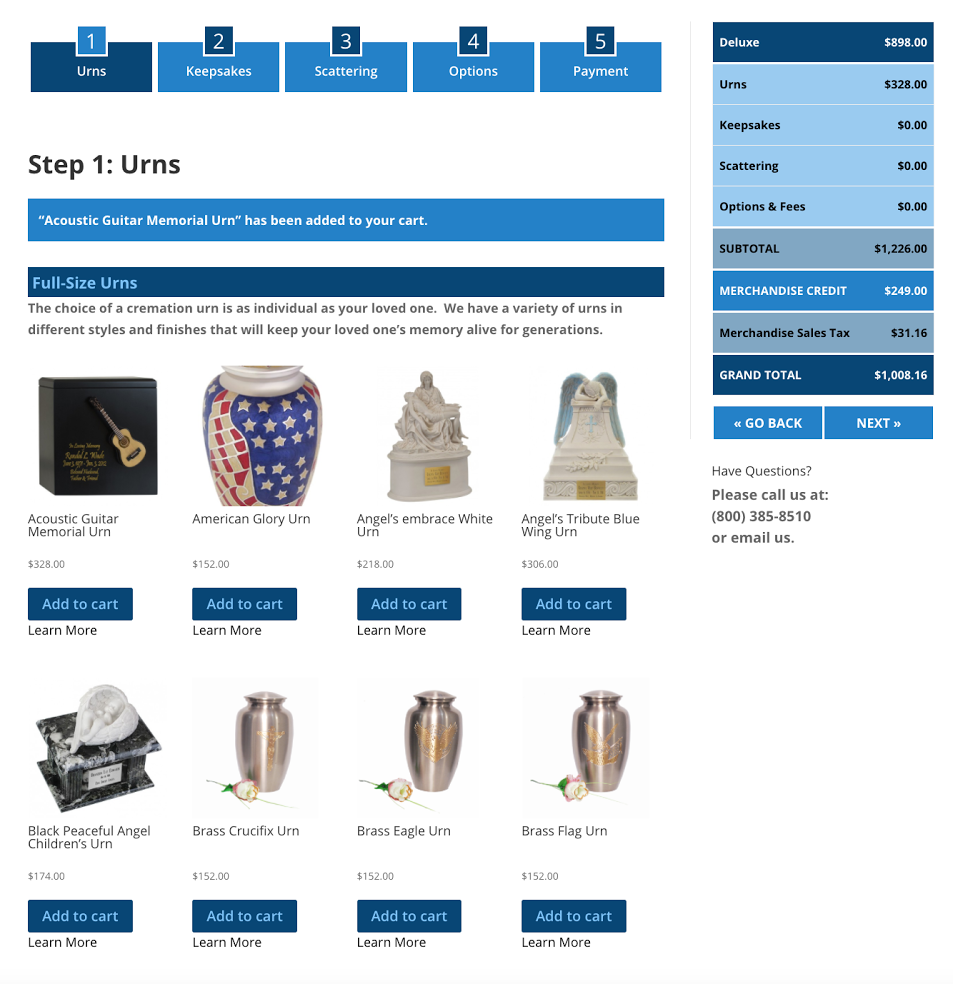 1
Urns
2
Keepsakes
3
Scattering
4
Options
5
Payment
Step 1: Urns
“Acoustic Guitar Memorial Urn” has been added to your cart.
Full-Size Urns
The choice of a cremation urn is as individual as your loved one. We have a variety of urns in
different styles and finishes that will keep your loved one’s memory alive for generations.
In Loving Memory
Acoustic Guitar
Memorial Urn
$328.00
Add to cart
Learn More
American Glory Urn
$152.00
Add to cart
Learn More
Angel’s embrace White
Urn
$218.00
Add to cart
Learn More
Angel’s Tribute Blue
Wing Urn
$306.00
Add to cart
Learn More
Black Peaceful Angel
Children’s Urn
$174.00
Add to cart
Learn More
Brass Crucifix Urn
$152.00
Add to cart
Learn More
Brass Eagle Urn
$152.00
Add to cart
Learn More
Brass Flag Urn
$152.00
Add to cart
Learn More
Deluxe $898.00
Urns $328.00
Keepsakes $0.00
Scattering $0.00
Options & Fees $0.00
SUBTOTAL $1,226.00
MERCHANDISE CREDIT $249.00
Merchandise Sales Tax $31.16
GRAND TOTAL $1,008.16
« GO BACK
NEXT »
Have Questions?
Please call us at:
(800) 385-8510
or email us.